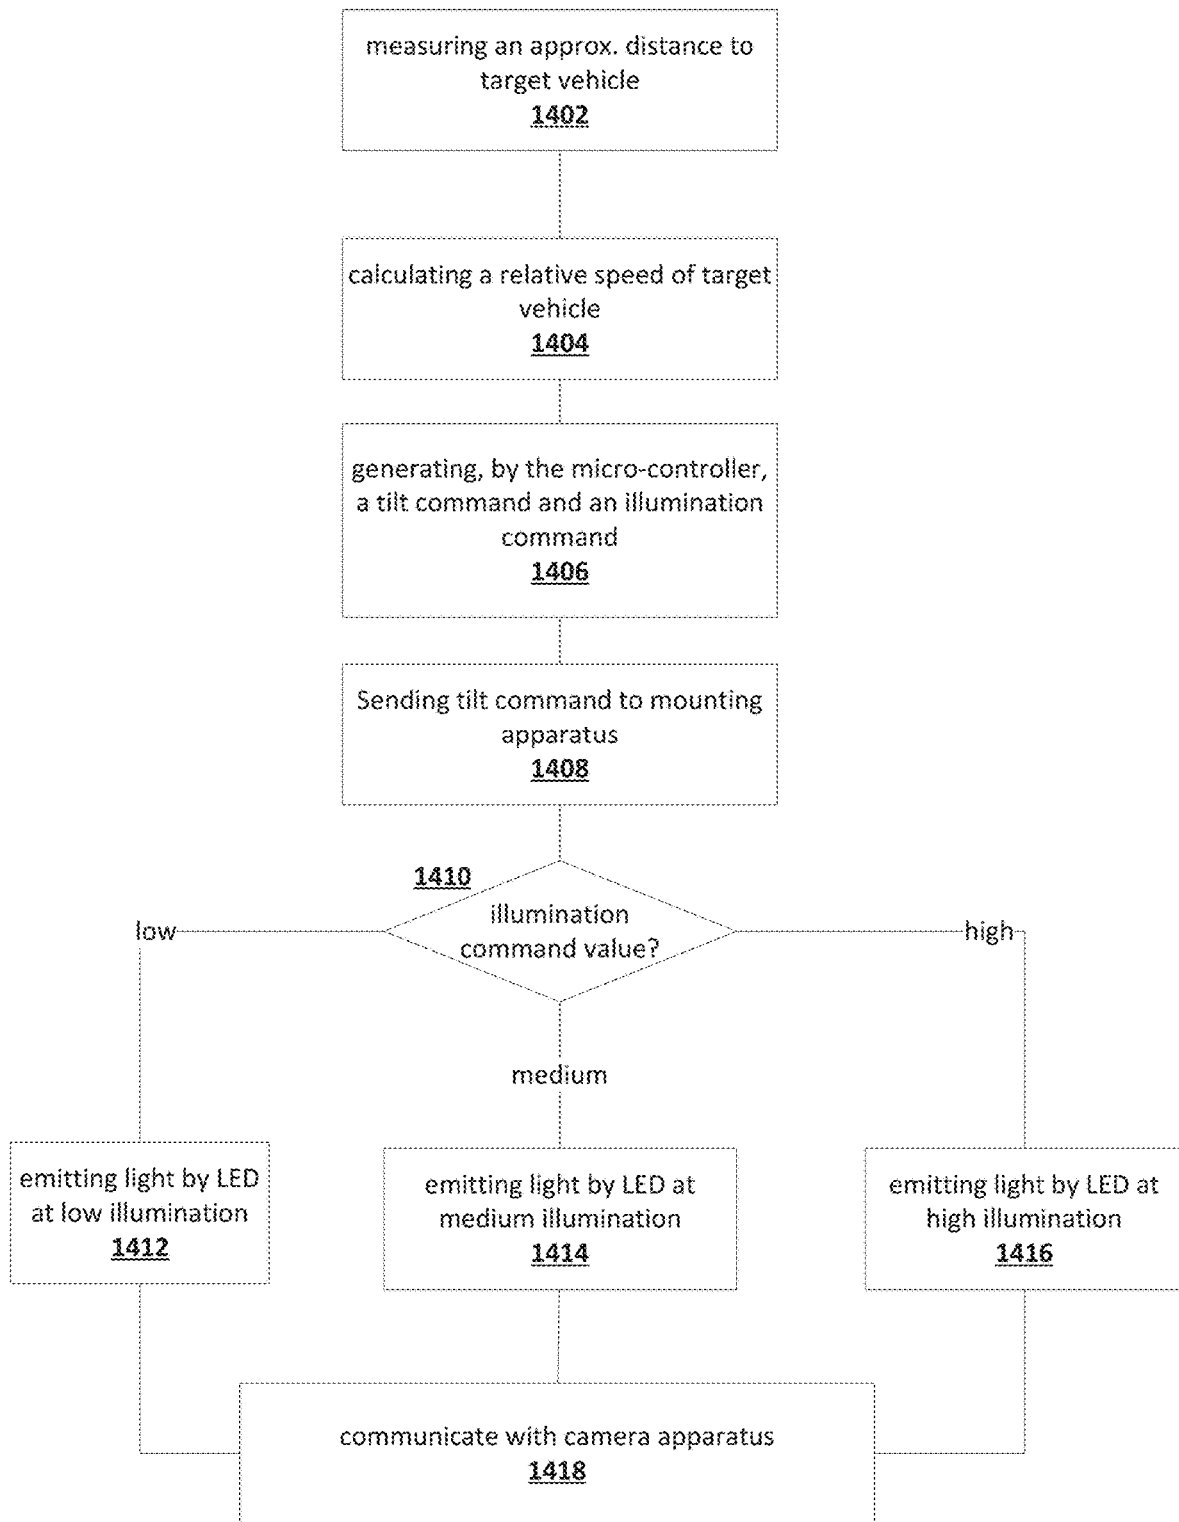 measuring an approx. distance to
target vehicle
1402
calculating a relative speed of target
vehicle
1404
generating, by the micro-controller,
a tilt command and an illumination
command
1406
Sending tilt command to mounting
apparatus
1408
1410
illumination
command value?
low
high
medium
emitting light by LED
at low illumination
1412
emitting light by LED at
medium illumination
1414
emitting light by LED at
high illumination
1416
communicate with camera apparatus
1418